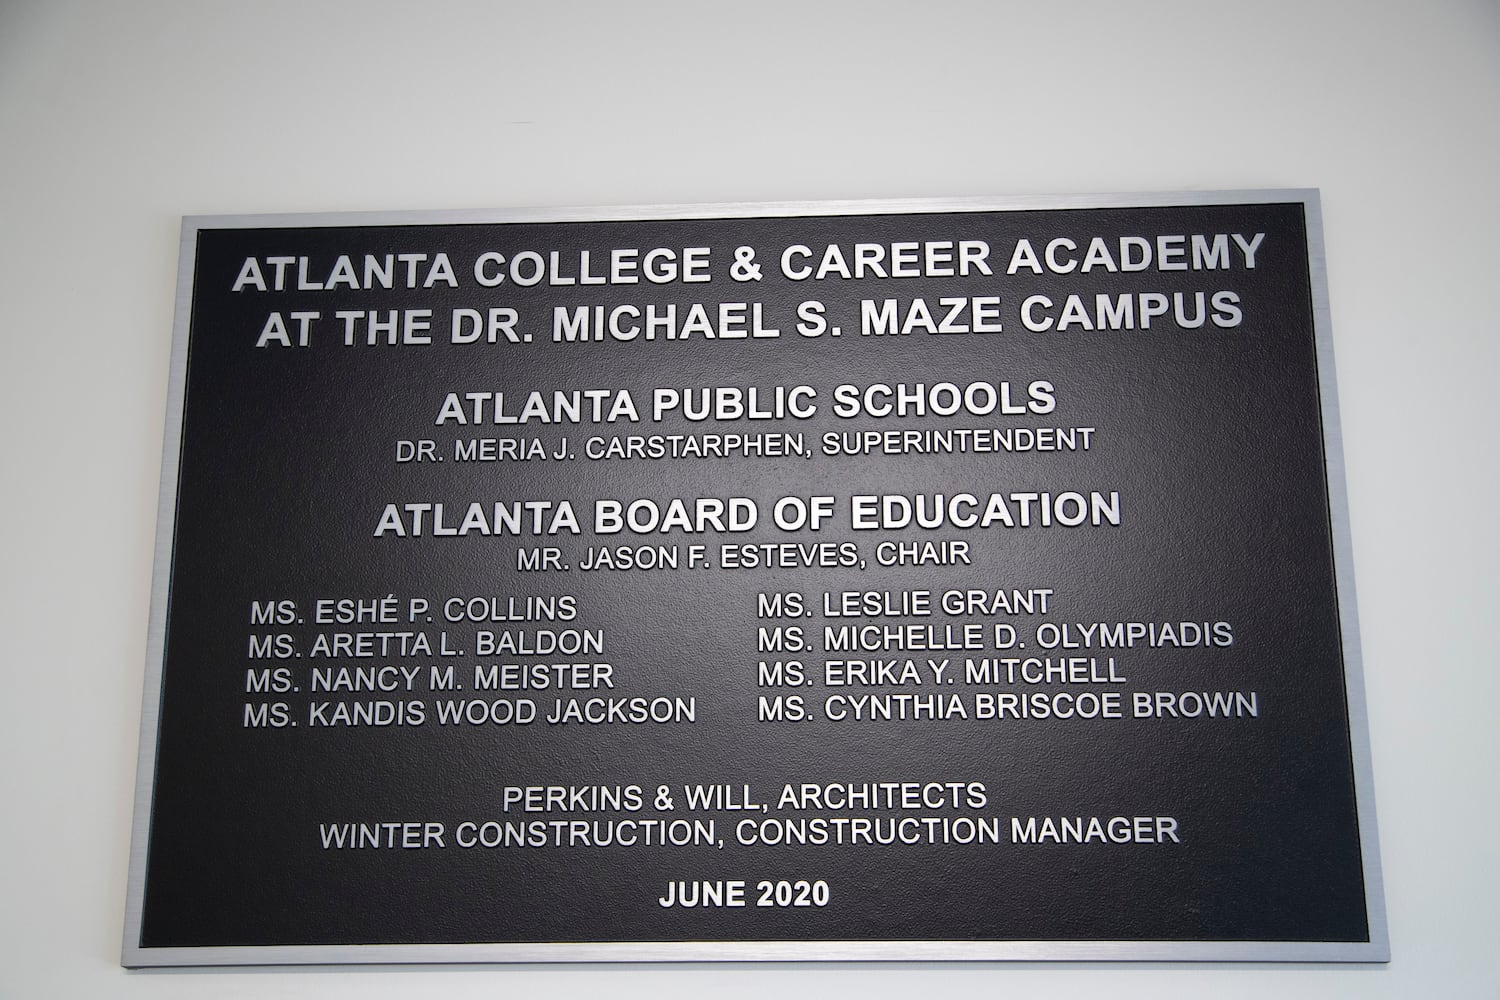 ATLANTA COLLEGE & CAREER ACADEMY
AT THE DR. MICHAEL S. MAZE CAMPUS
ATLANTA PUBLIC SCHOOLS
DR. MERIA J. CARSTARPHEN, SUPERINTENDENT
ATLANTA BOARD OF EDUCATION
MR. JASON F. ESTEVES, CHAIR
MS. ESHÉ P. COLLINS
MS. ARETTA L. BALDON
MS. NANCY M. MEISTER
MS. KANDIS WOOD JACKSON
MS. LESLIE GRANT
MS. MICHELLE D. OLYMPIADIS
MS. ERIKA Y. MITCHELL
MS. CYNTHIA BRISCOE BROWN
PERKINS & WILL, ARCHITECTS
WINTER CONSTRUCTION, CONSTRUCTION MANAGER
JUNE 2020